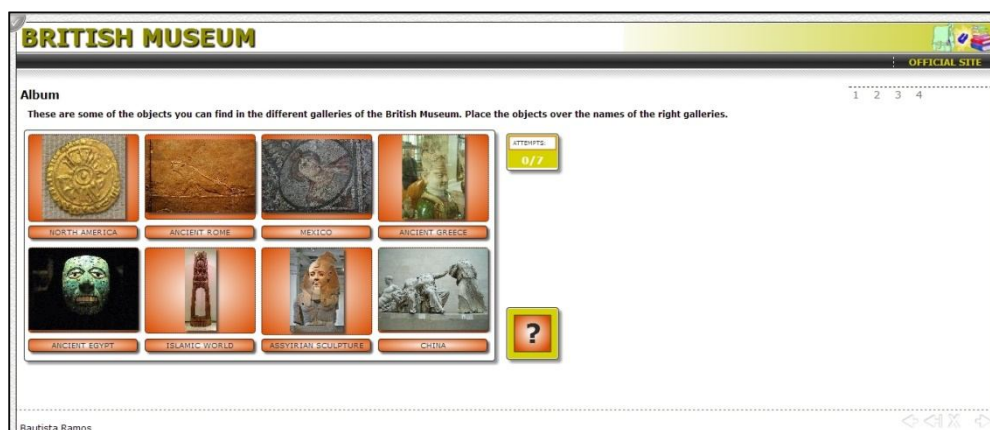 BRITISH MUSEUM
OFFICIAL SITE
Album
1 2 3 4
These are some of the objects you can find in the different galleries of the British Museum. Place the objects over the names of the right galleries.
ATTEMPTS:
0/7
NORTH AMERICA
ANCIENT ROME
MEXICO
ANCIENT GREECE
ANCIENT EGYPT
ISLAMIC WORLD
ASSYIRIAN SCULPTURE
CHINA
?
Bautista Ramos